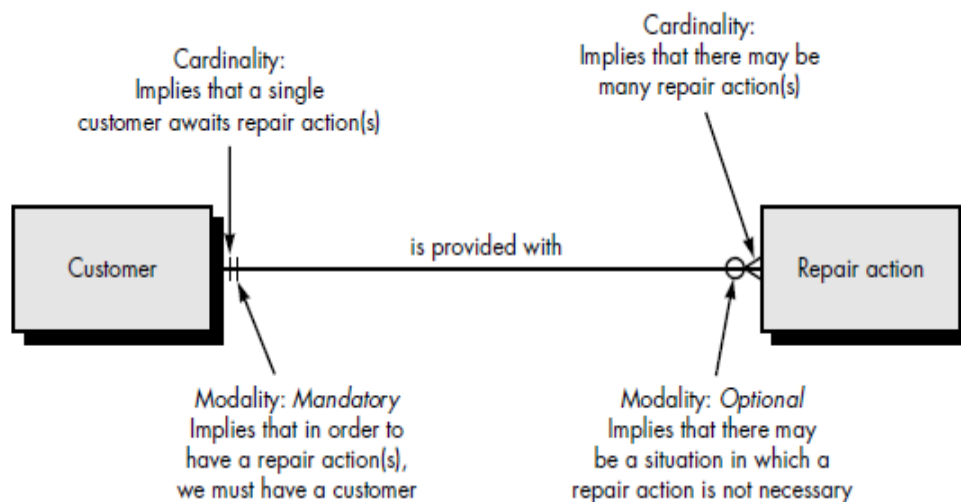 Cardinality:
Implies that a single
customer awaits repair action(s)
Cardinality:
Implies that there may be
many repair action(s)
Customer
is provided with
Repair action
Modality: Mandatory
Implies that in order to
have a repair action(s),
we must have a customer
Modality: Optional
Implies that there may
be a situation in which a
repair action is not necessary